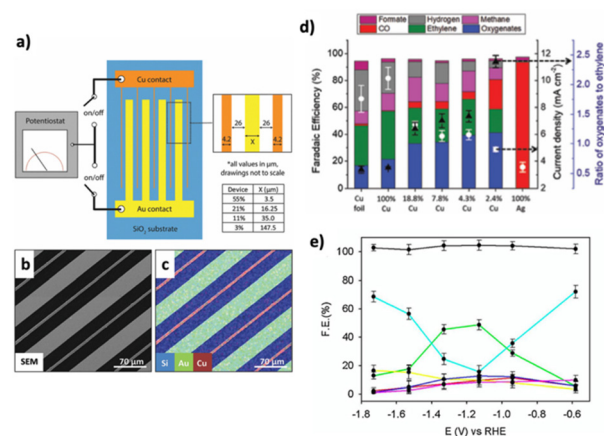 a)
Cu contact
on/off
Potentiostat
on/off
Au contact
SiO2 substrate
26
26
4.2
X
4.2
*all values in µm,
drawings not to scale
Device X (µm)
55% 3.5
21% 16.25
11% 35.0
3% 147.5
b
SEM
70 µm
c
Si Au Cu
70 µm
d)
Formate Hydrogen Methane
CO Ethylene Oxygenates
Faradaic Efficiency (%)
100
80
60
40
20
0
Cu foil
100% Cu
18.8% Cu
7.8% Cu
4.3% Cu
2.4% Cu
100% Ag
12
10
8
6
4
2
Current density (mA cm-2)
2.5
2.0
1.5
1.0
0.5
0.0
Ratio of oxygenates to ethylene
e)
F.E.(%)
100
80
60
40
20
0
-1.8 -1.6 -1.4 -1.2 -1.0 -0.8 -0.6
E (V) vs RHE